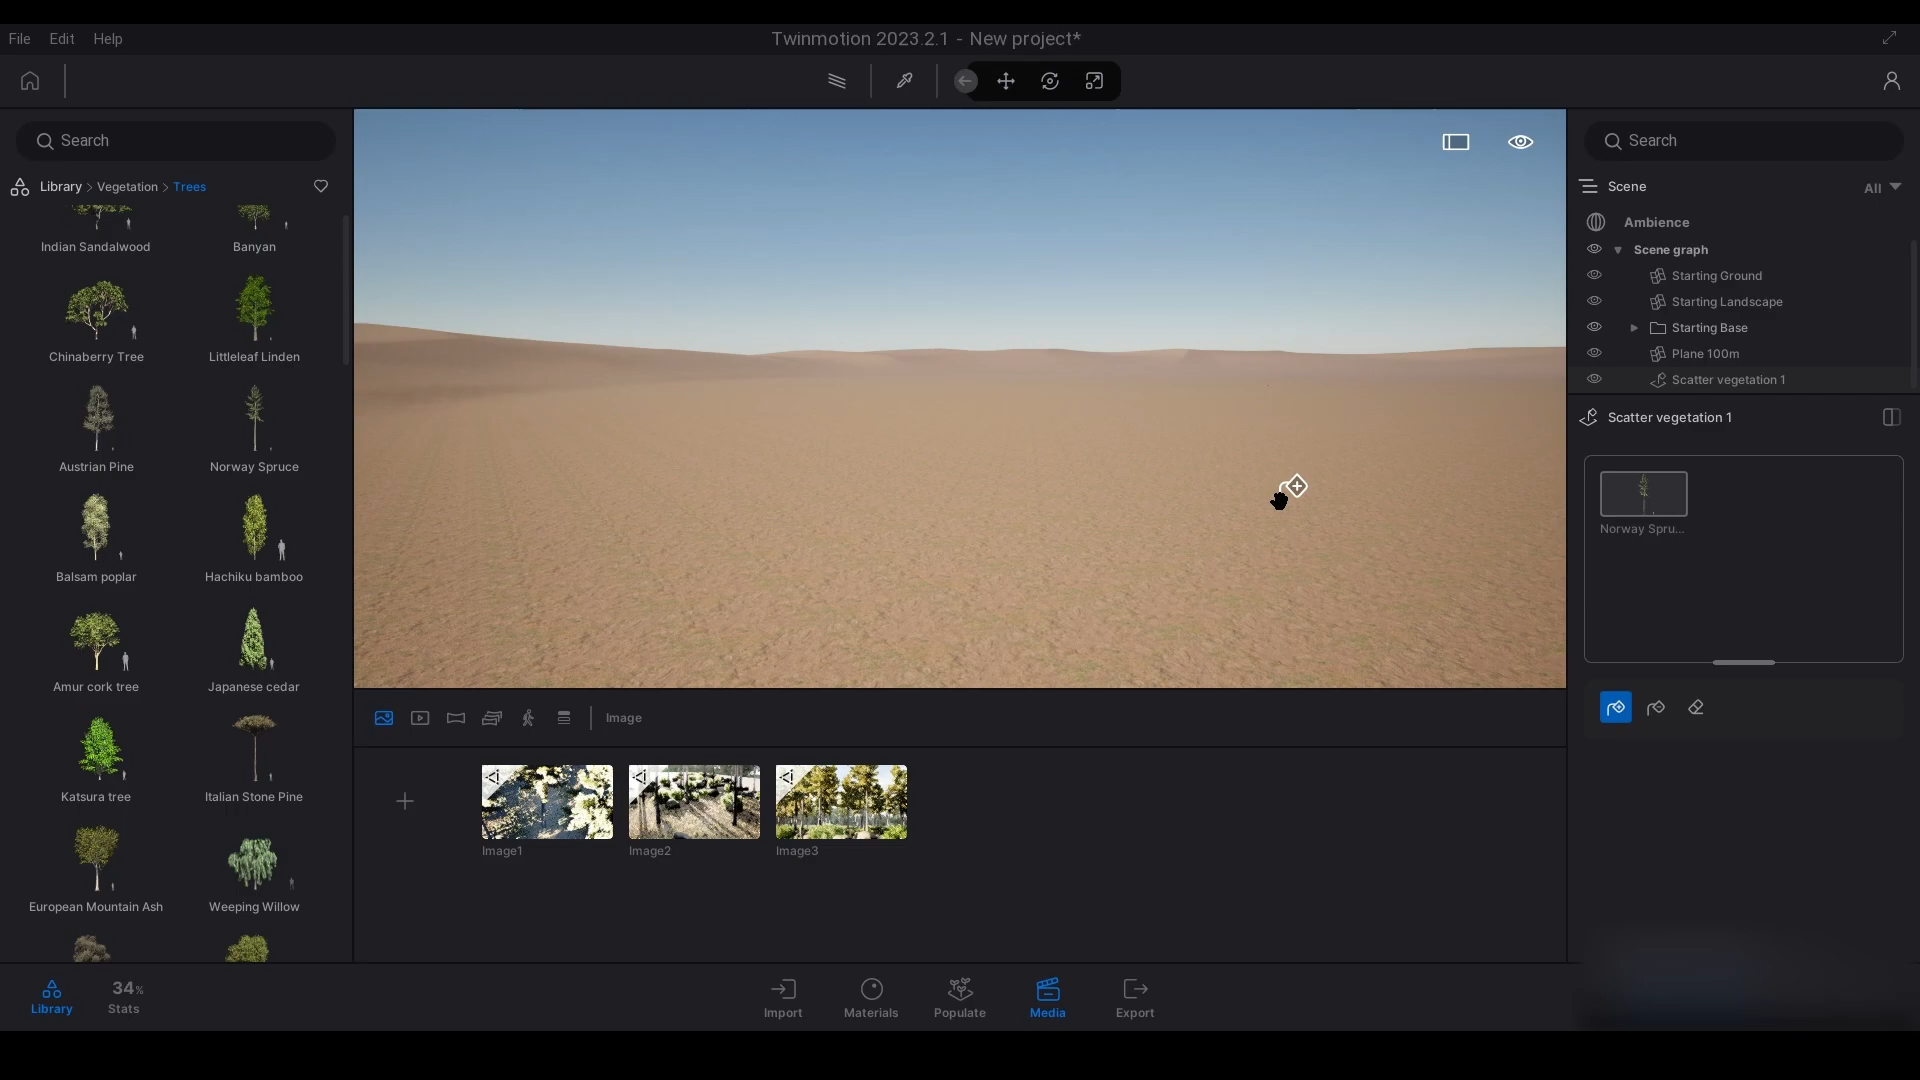 File Edit Help
Twinmotion 2023.2.1 - New project*
Search
Library > Vegetation > Trees
Indian Sandalwood
Banyan
Chinaberry Tree
Littleleaf Linden
Austrian Pine
Norway Spruce
Balsam poplar
Hachiku bamboo
Amur cork tree
Japanese cedar
Katsura tree
Italian Stone Pine
European Mountain Ash
Weeping Willow
Image
Image1
Image2
Image3
Search
Scene
All
Ambience
Scene graph
Starting Ground
Starting Landscape
Starting Base
Plane 100m
Scatter vegetation 1
Scatter vegetation 1
Norway Spru...
Library
34%
Stats
Import
Materials
Populate
Media
Export